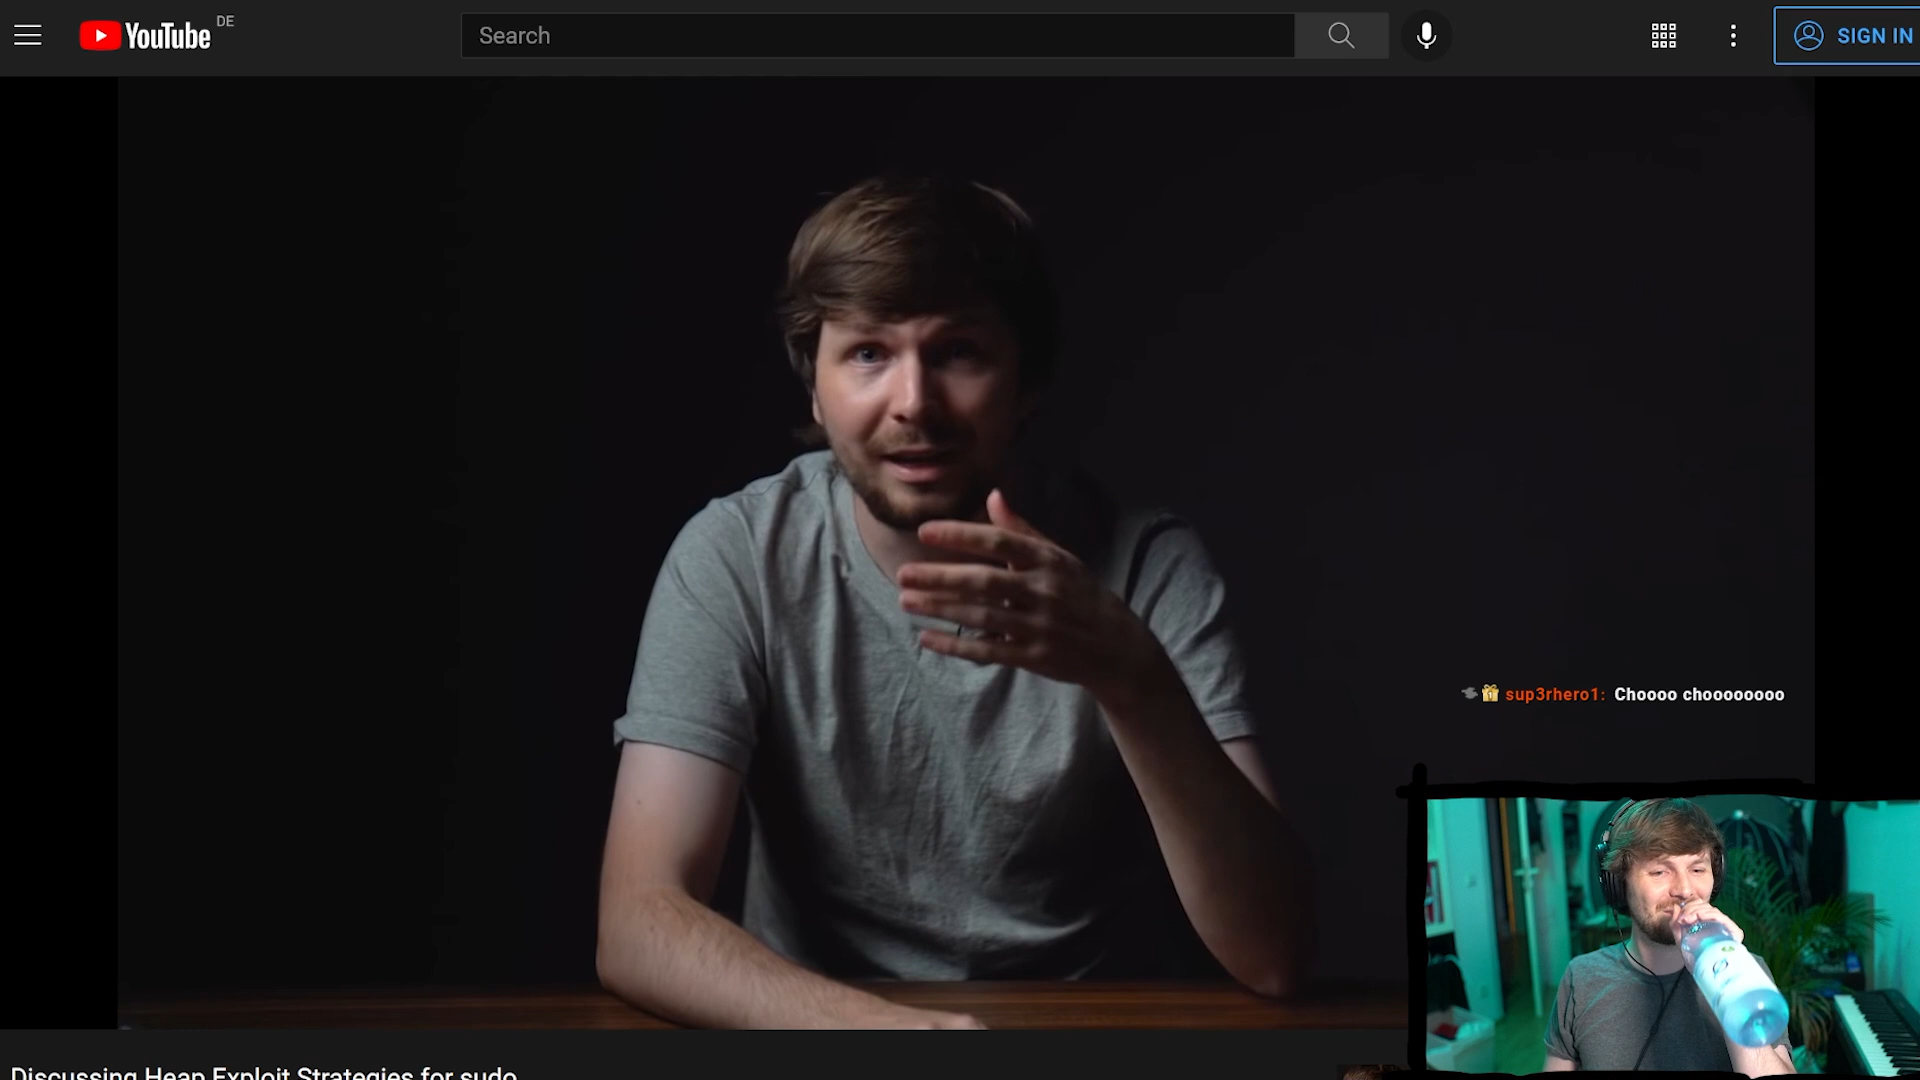 YouTube DE
Search
SIGN IN
sup3rhero1: Choooo choooooooo
Discussing Heap Exploit Strategies for sudo